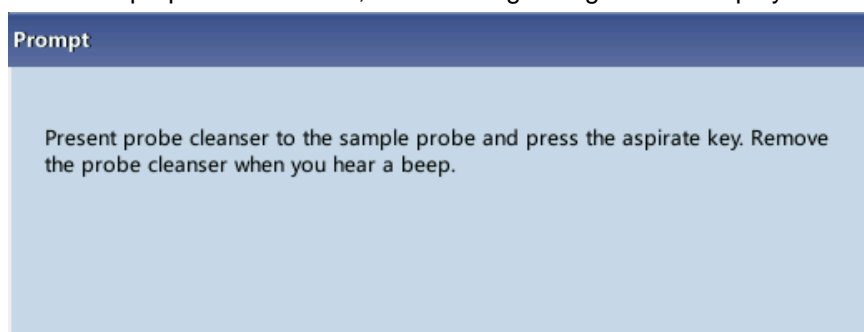 Prompt
Present probe cleanser to the sample probe and press the aspirate key. Remove
the probe cleanser when you hear a beep.